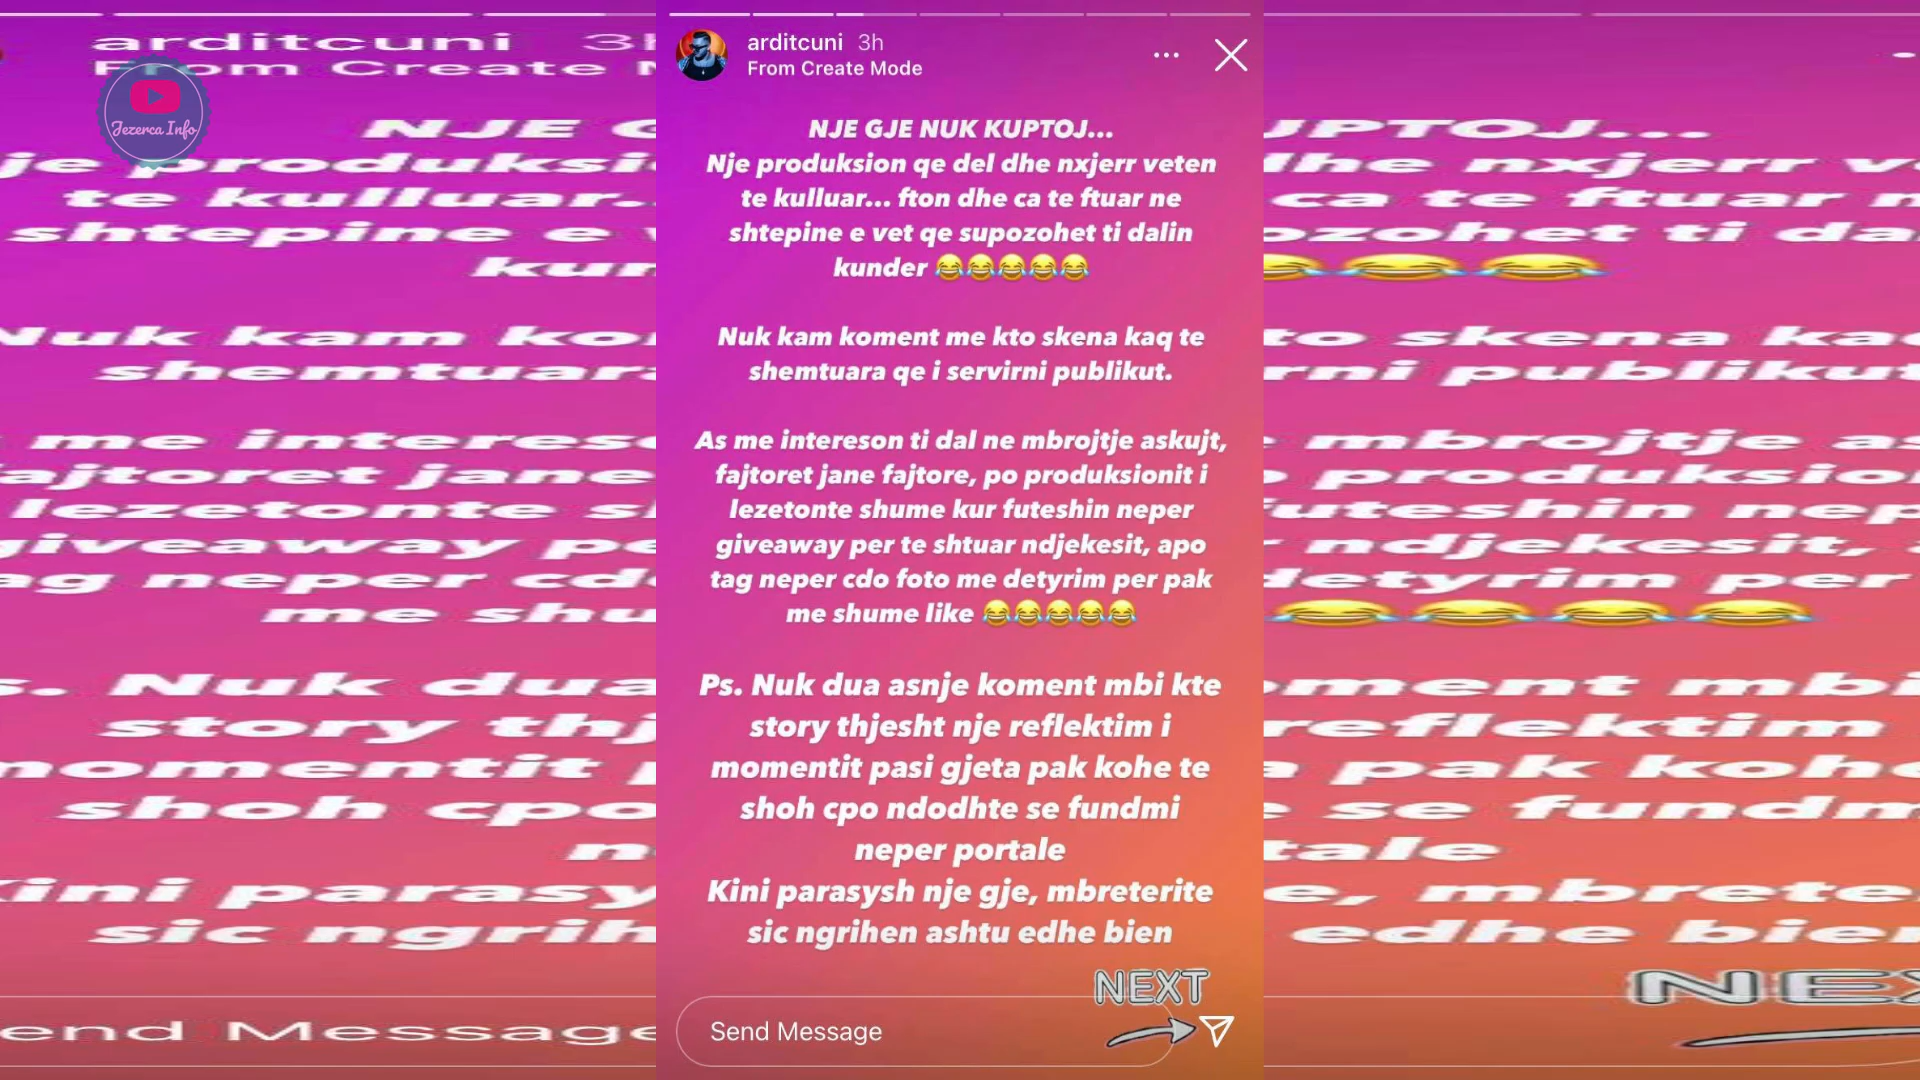 arditcuni 3h
From Create Mode
Jezerca Info
NJE GJE NUK KUPTOJ...
Nje produksion qe del dhe nxjerr veten
te kulluar... fton dhe ca te ftuar ne
shtepine e vet qe supozohet ti dalin
kunder 😂😂😂😂😂
Nuk kam koment me kto skena kaq te
shemtuara qe i servirni publikut.
As me intereson ti dal ne mbrojtje askujt,
fajtoret jane fajtore, po produksionit i
lezetonte shume kur futeshin neper
giveaway per te shtuar ndjekesit, apo
tag neper cdo foto me detyrim per pak
me shume like 😂😂😂😂😂
Ps. Nuk dua asnje koment mbi kte
story thjesht nje reflektim i
momentit pasi gjeta pak kohe te
shoh cpo ndodhte se fundmi
neper portale
Kini parasysh nje gje, mbreterite
sic ngrihen ashtu edhe bien
NEXT
Send Message